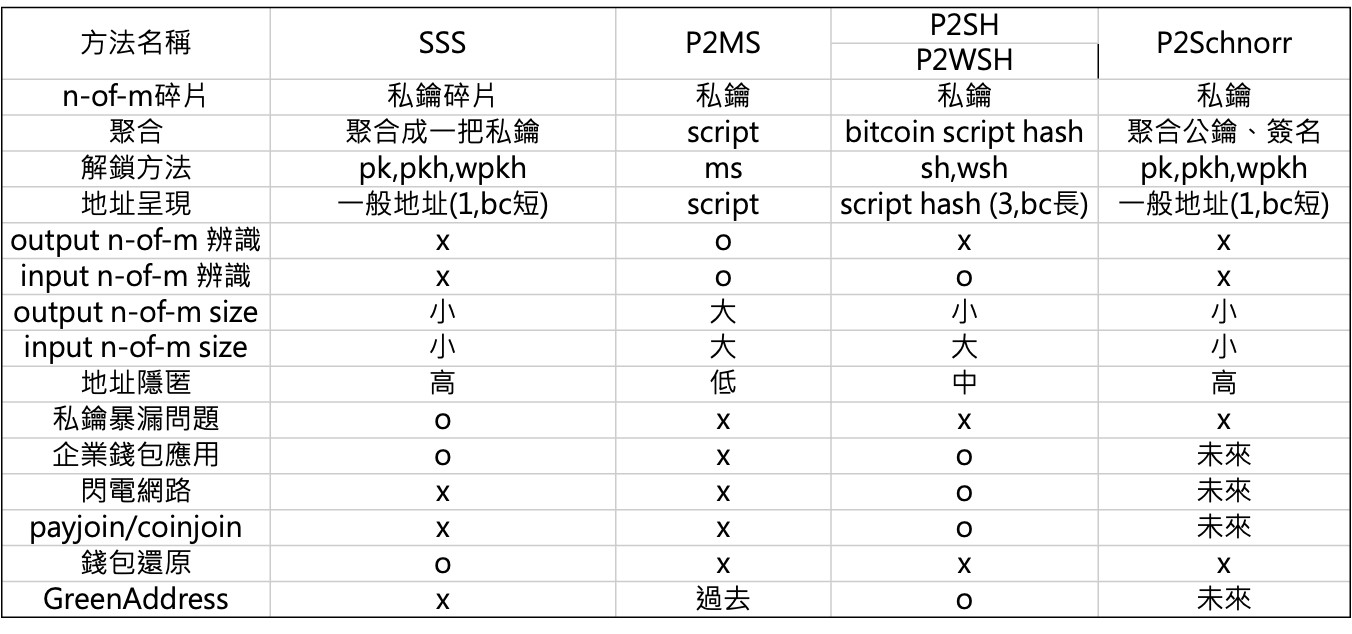 方法名稱 SSS P2MS P2SH P2Schnorr
P2WSH
n-of-m碎片 私鑰碎片 私鑰 私鑰 私鑰
聚合 聚合成一把私鑰 script bitcoin script hash 聚合公鑰、簽名
解鎖方法 pk,pkh,wpkh ms sh,wsh pk,pkh,wpkh
地址呈現 一般地址(1,bc短) script script hash (3,bc長) 一般地址(1,bc短)
output n-of-m 辨識 x o x x
input n-of-m 辨識 x o o x
output n-of-m size 小 大 小 小
input n-of-m size 小 大 大 小
地址隱匿 高 低 中 高
私鑰暴漏問題 o x x x
企業錢包應用 o x o 未來
閃電網路 x x o 未來
payjoin/coinjoin x x o 未來
錢包還原 o x x x
GreenAddress x 過去 o 未來